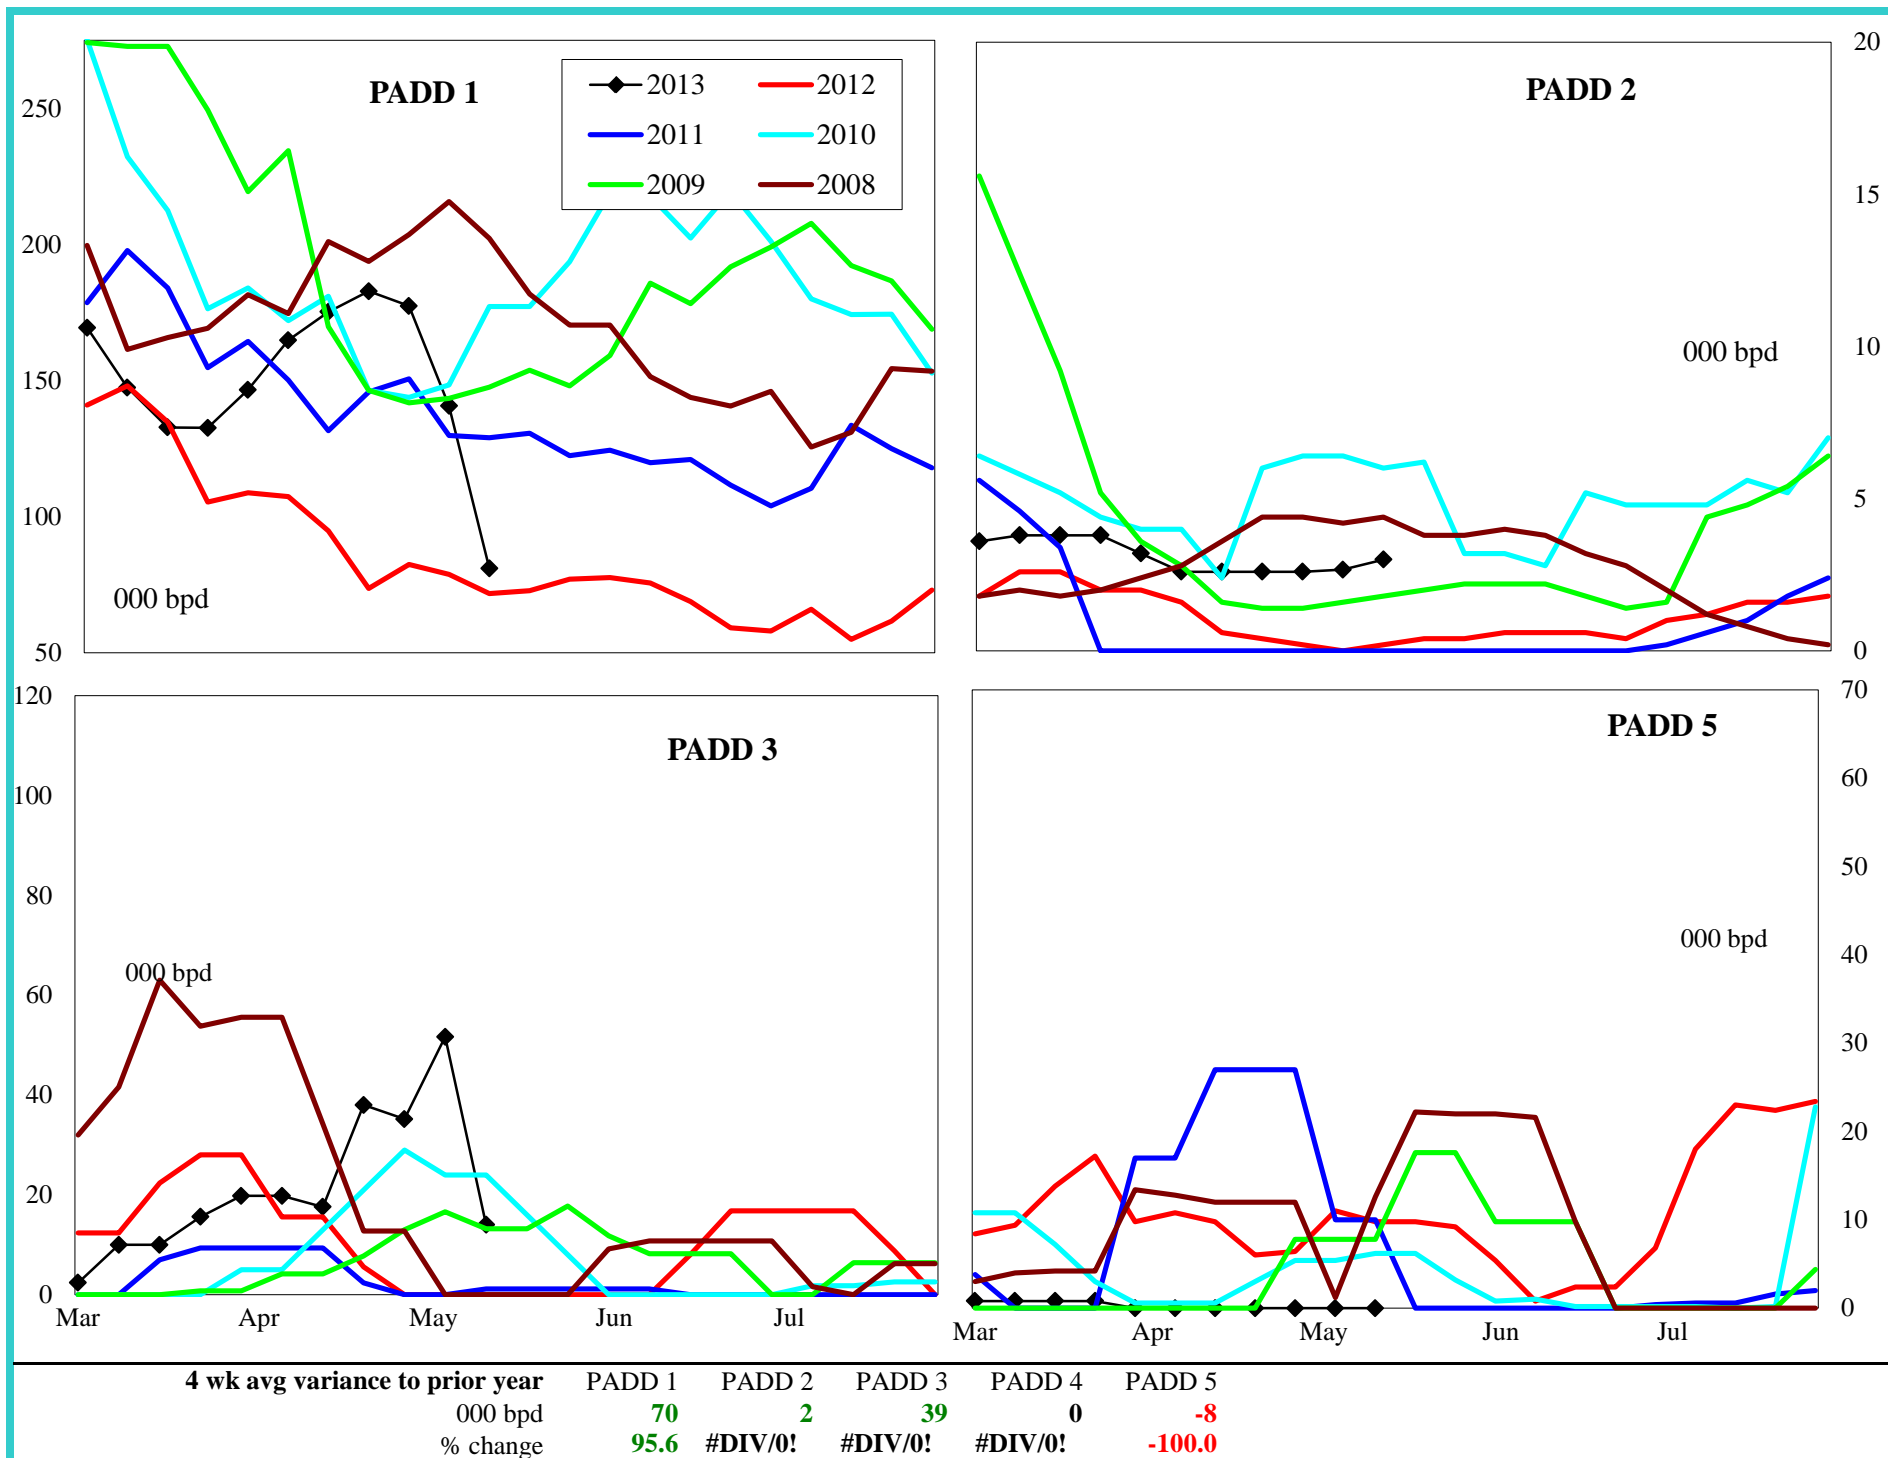 PADD 1
250
200
150
100
50
000 bpd
2013 2012
2011 2010
2009 2008
PADD 2
20
15
10
5
0
000 bpd
PADD 3
120
100
80
60
40
20
0
000 bpd
Mar Apr May Jun Jul
PADD 5
70
60
50
40
30
20
10
0
000 bpd
Mar Apr May Jun Jul
4 wk avg variance to prior year PADD 1 PADD 2 PADD 3 PADD 4 PADD 5
000 bpd 70 2 39 0 -8
% change 95.6 #DIV/0! #DIV/0! #DIV/0! -100.0